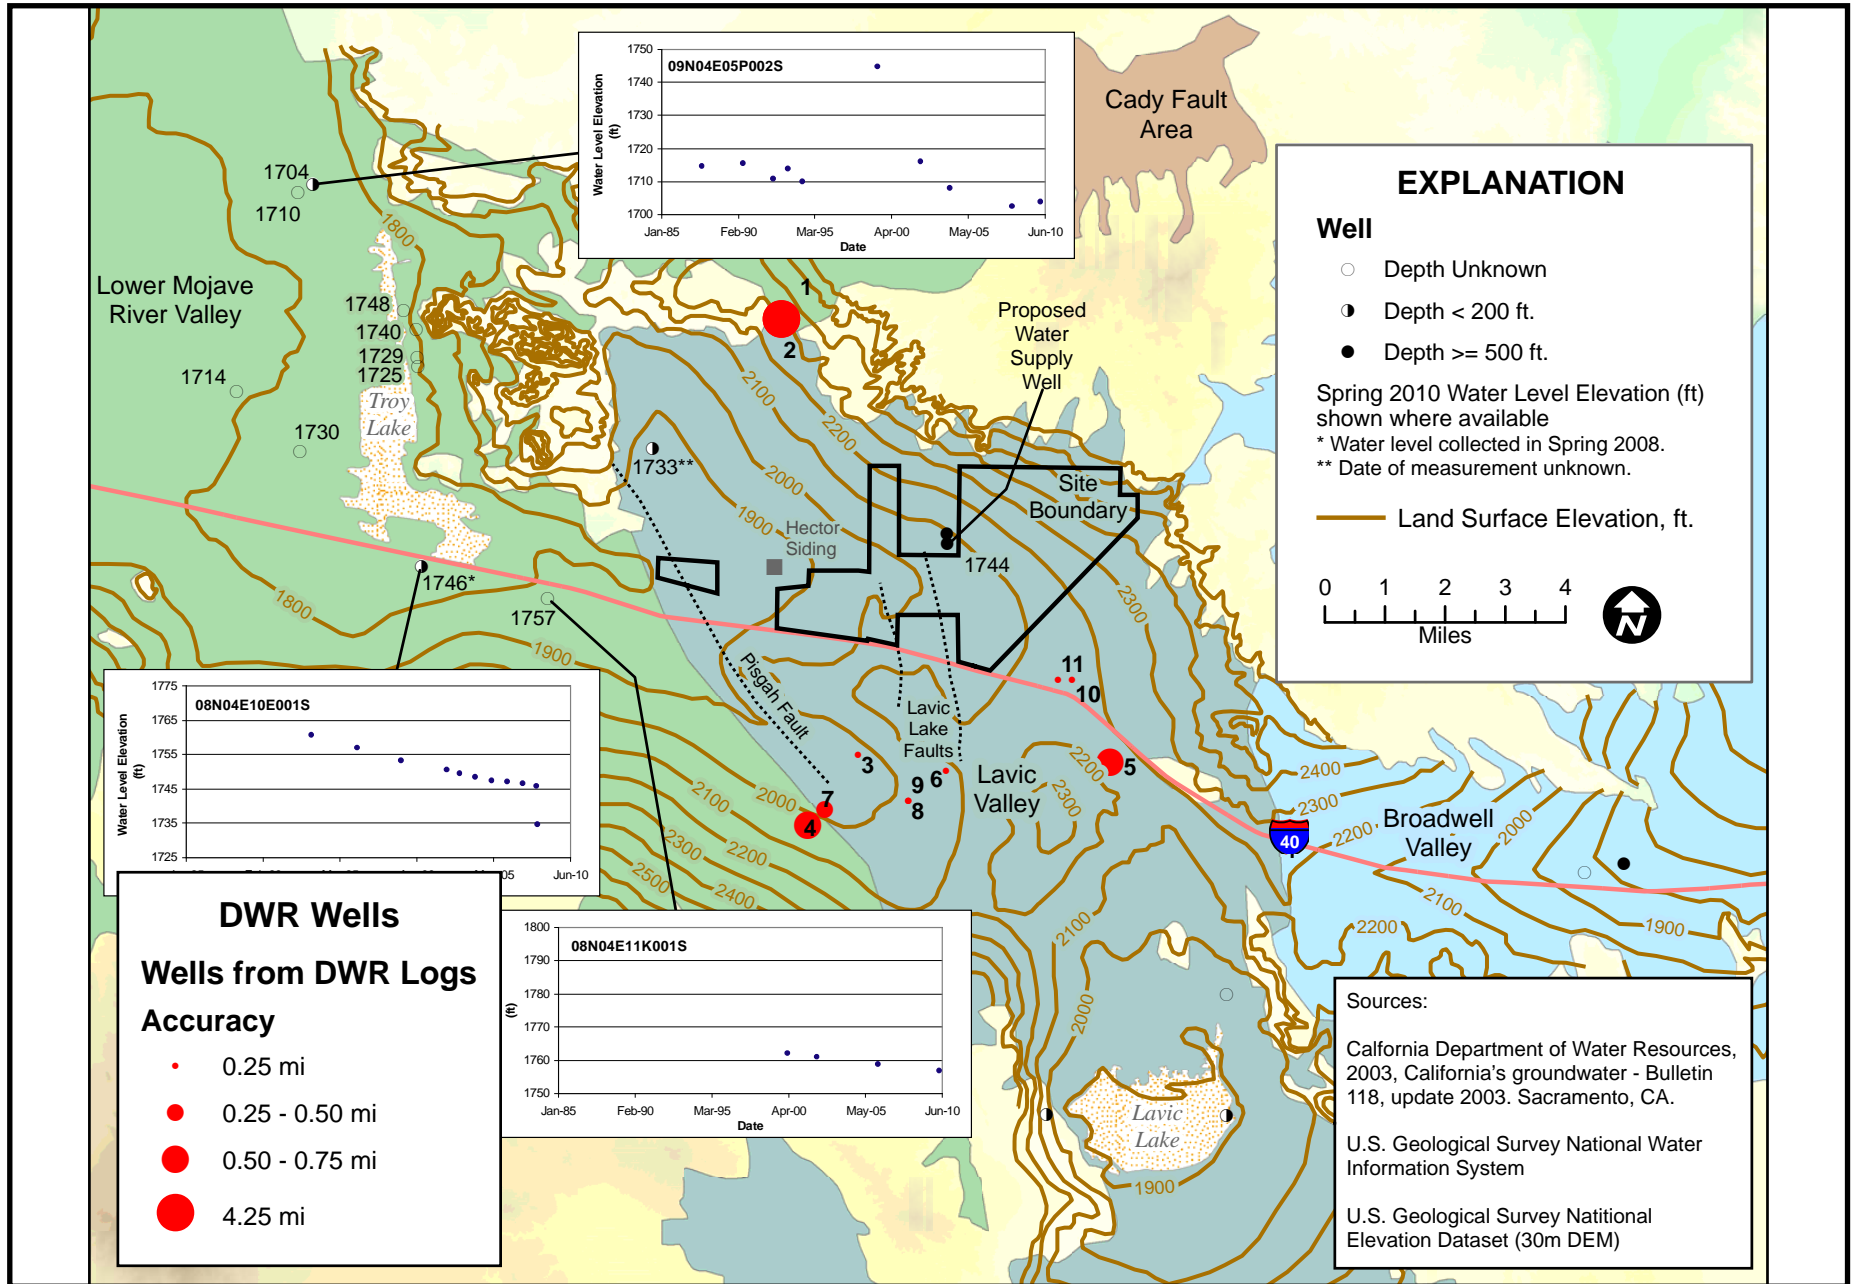 1750
1740
1730
1720
1710
1700
09N04E05P002S
Water Level Elevation
(ft)
Jan-85
Feb-90
Mar-95
Apr-00
May-05
Jun-10
Date
Cady Fault
Area
EXPLANATION
Well
Depth Unknown
Depth < 200 ft.
Depth >= 500 ft.
Spring 2010 Water Level Elevation (ft)
shown where available
* Water level collected in Spring 2008.
** Date of measurement unknown.
Land Surface Elevation, ft.
0
1
2
3
4
Miles
N
1704
1710
1800
Lower Mojave
River Valley
1748
1740
1729
1725
1714
Troy
Lake
1730
1
2
Proposed
Water
Supply
Well
2100
2200
1733**
2000
1900
Hector
Siding
Site
Boundary
1744
2300
1746*
1757
1800
1900
Pisgah Fault
11
10
Lavic
Lake
Faults
3
9
6
8
7
4
5
2200
2300
Lavic
Valley
2000
2100
2200
2300
2400
2500
2400
2300
2200
2000
Broadwell
Valley
40
2100
2200
1900
2100
2000
Lavic
Lake
1900
1775
1765
1755
1745
1735
1725
08N04E10E001S
Water Level Elevation
(ft)
Jun-10
1800
1790
1780
1770
1760
1750
08N04E11K001S
(ft)
Jan-85
Feb-90
Mar-95
Apr-00
May-05
Jun-10
Date
DWR Wells
Wells from DWR Logs
Accuracy
0.25 mi
0.25 - 0.50 mi
0.50 - 0.75 mi
4.25 mi
Sources:
Calfornia Department of Water Resources,
2003, California's groundwater - Bulletin
118, update 2003. Sacramento, CA.
U.S. Geological Survey National Water
Information System
U.S. Geological Survey Natitional
Elevation Dataset (30m DEM)